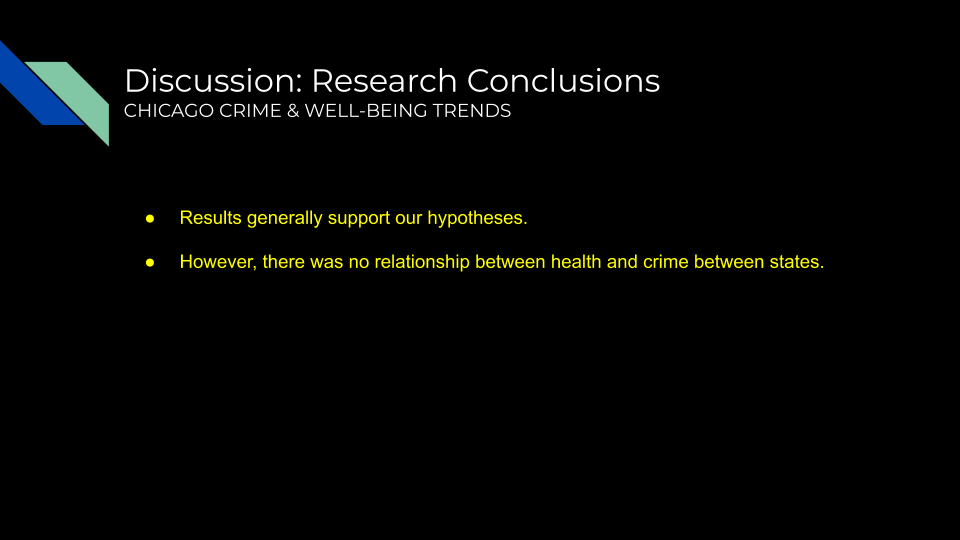 Discussion: Research Conclusions
CHICAGO CRIME & WELL-BEING TRENDS
● Results generally support our hypotheses.
● However, there was no relationship between health and crime between states.